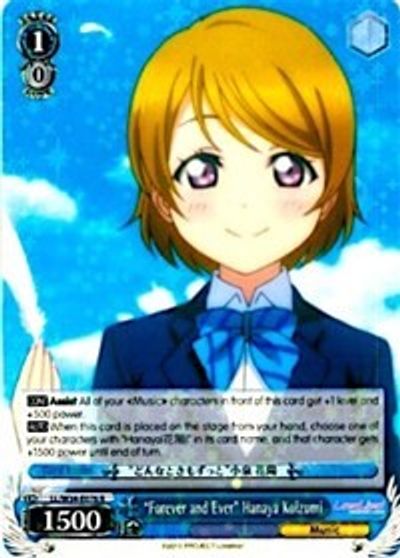 1
0
CONT Assist All of your «Music» characters in front of this card get +1 level and
+500 power.
AUTO When this card is placed on the stage from your hand, choose one of your
characters with "Hanayo(花陽)" in its card name, and that character gets
+1500 power until end of turn.
"Forever and Ever" Hanayo Koizumi
1500
Music